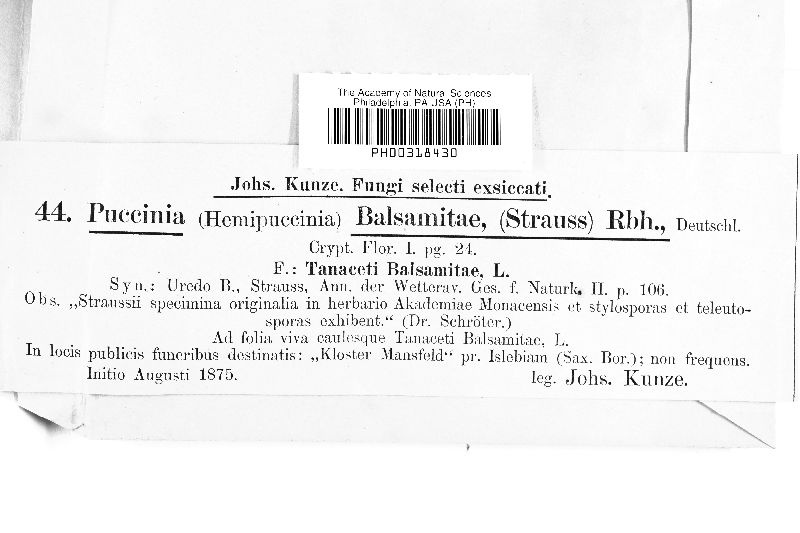 The Academy of Natural Sciences
Philadelphia, PA USA (PH)
PH00318430
Johs. Kunze. Fungi selecti exsiccati.
44. Puccinia (Hemipuccinia) Balsamitae, (Strauss) Rbh., Deutschl.
Crypt. Flor. I. pg. 24.
F.: Tanaceti Balsamitae, L.
Syn.: Uredo B., Strauss, Ann. der Wetterav. Ges. f. Naturk. II. p. 106.
Obs. „Straussii specimina originalia in herbario Akademiae Monacensis et stylosporas et teleuto-
sporas exhibent.“ (Dr. Schröter.)
Ad folia viva caulesque Tanaceti Balsamitae, L.
In locis publicis funeribus destinatis: „Kloster Mansfeld“ pr. Islebiam (Sax. Bor.); non frequens.
Initio Augusti 1875.
leg. Johs. Kunze.